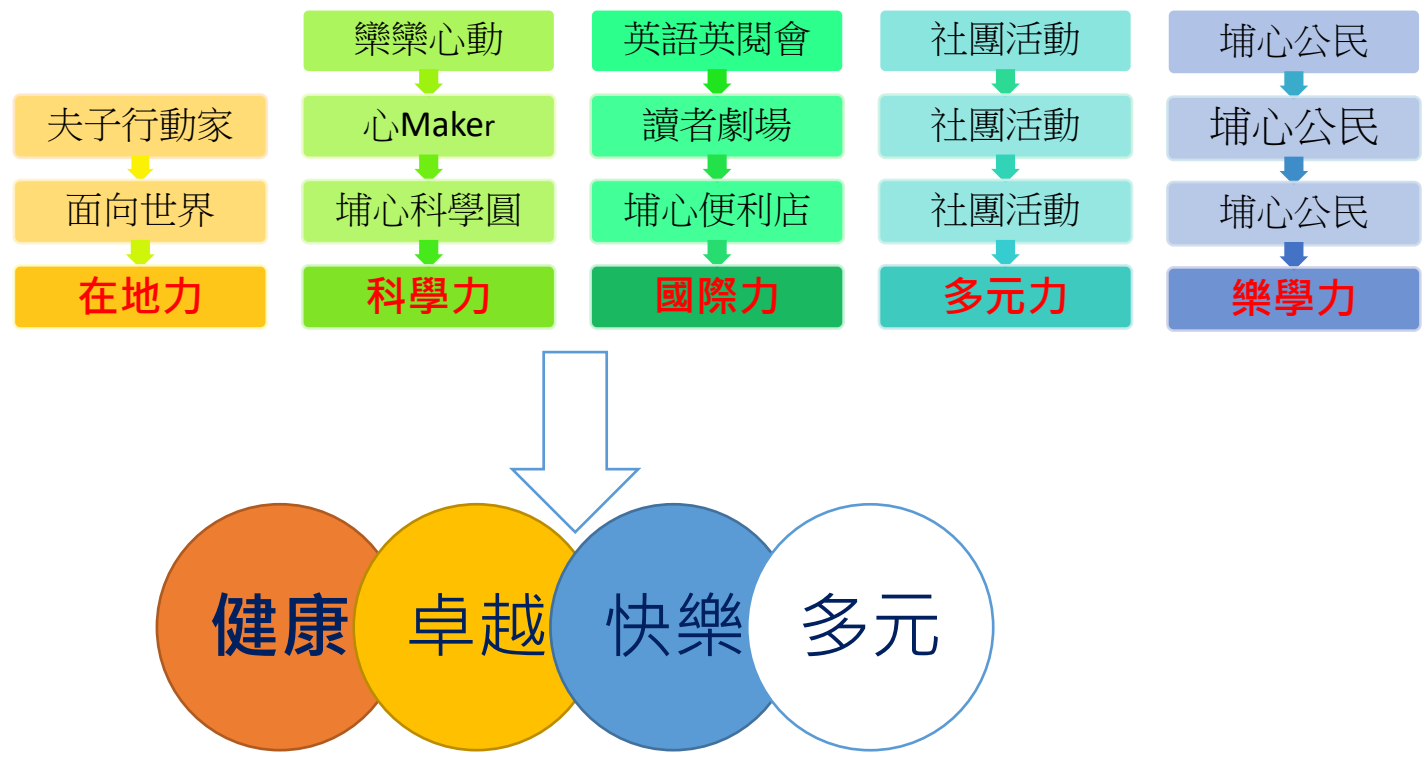 欒欒心動
英語英閱會
社團活動
埔心公民
夫子行動家
心Maker
讀者劇場
社團活動
埔心公民
面向世界
埔心科學圓
埔心便利店
社團活動
埔心公民
在地力
科學力
國際力
多元力
樂學力
健康
卓越
快樂
多元